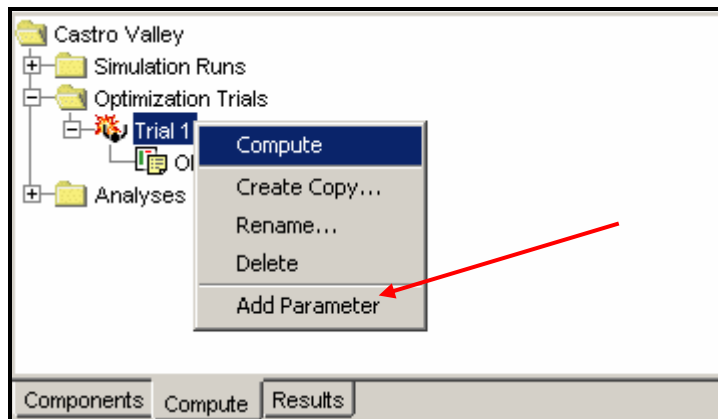 Castro Valley
Simulation Runs
Optimization Trials
Trial 1
Compute
Create Copy...
Analyses
Rename...
Delete
Add Parameter
Components Compute Results